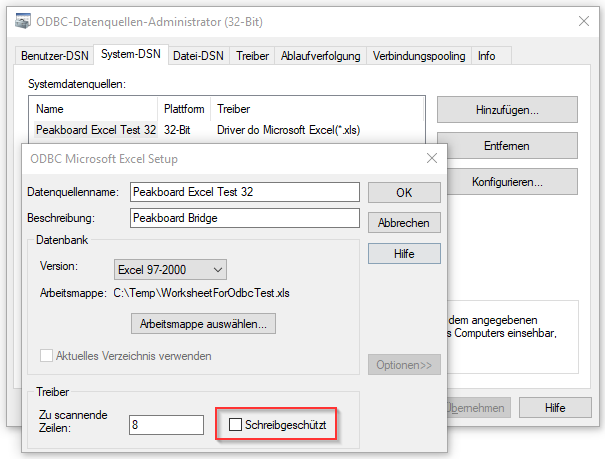 ODBC-Datenquellen-Administrator (32-Bit)
Benutzer-DSN System-DSN Datei-DSN Treiber Ablaufverfolgung Verbindungspooling Info
Systemdatenquellen:
Name Plattform Treiber
Peakboard Excel Test 32 32-Bit Driver do Microsoft Excel(*.xls)
Hinzufügen...
Entfernen
Konfigurieren...
ODBC Microsoft Excel Setup
Datenquellenname: Peakboard Excel Test 32
OK
Beschreibung: Peakboard Bridge
Abbrechen
Datenbank
Hilfe
Version: Excel 97-2000
Arbeitsmappe: C:\Temp\WorksheetForOdbcTest.xls
Arbeitsmappe auswählen...
Aktuelles Verzeichnis verwenden
Optionen>>
dem angegebenen
s Computers einsehbar,
Treiber
Zu scannende
Zeilen: 8
Schreibgeschützt
Übernehmen
Hilfe